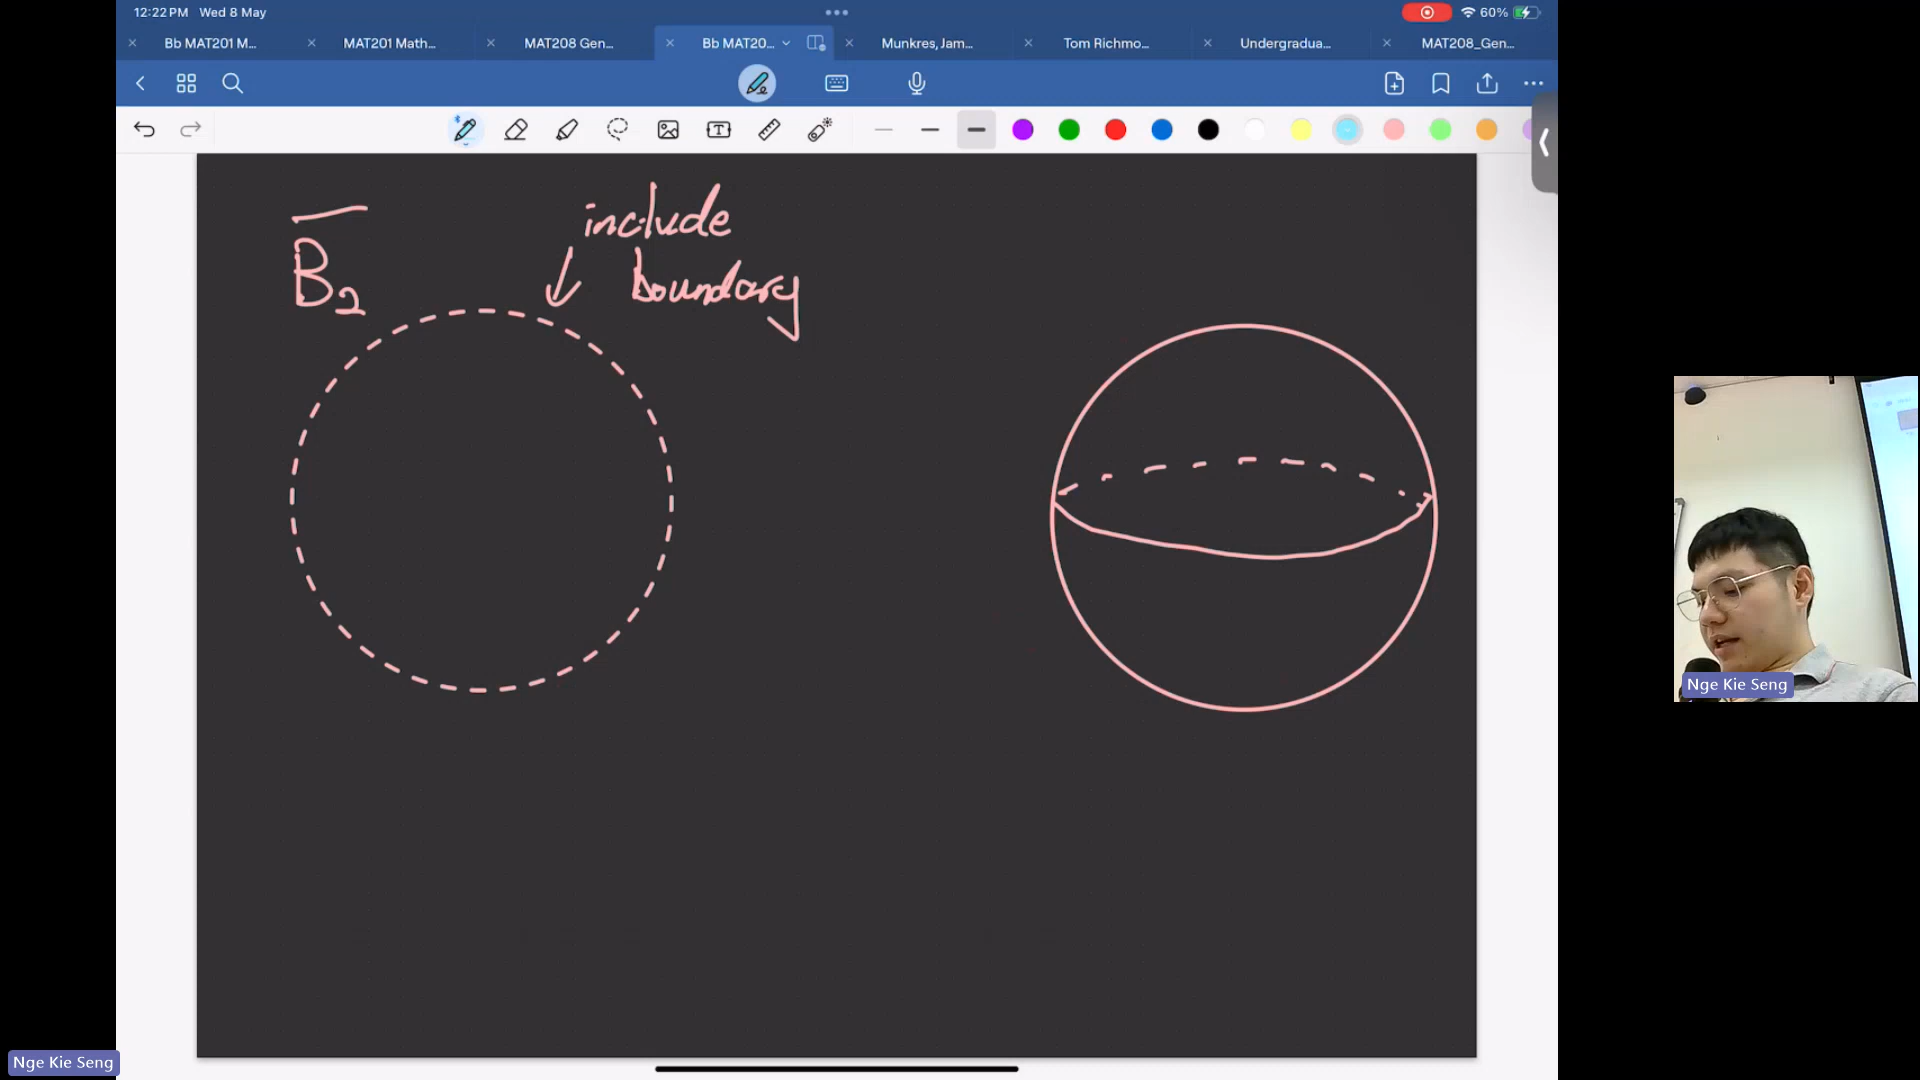 12:22 PM Wed 8 May
60%
Bb MAT201 M...
MAT201 Math...
MAT208 Gen...
Bb MAT20...
Munkres, Jam...
Tom Richmo...
Undergradua...
MAT208_Gen...
include
boundary
B̅₂
Nge Kie Seng
Nge Kie Seng